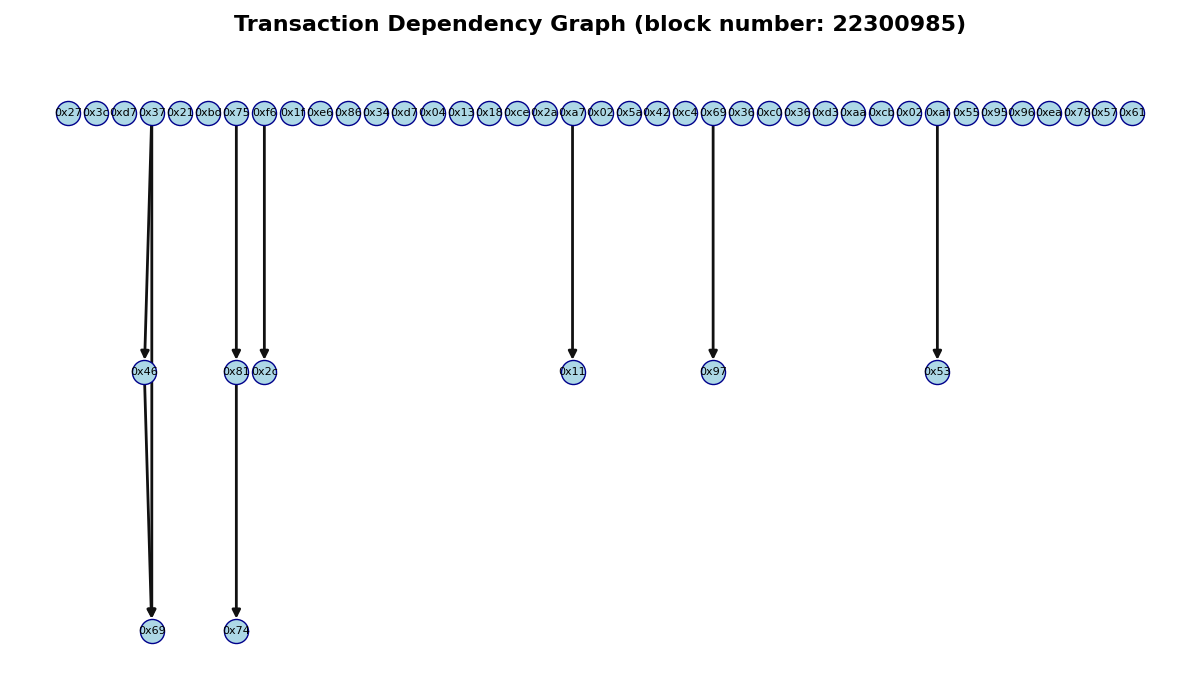 Transaction Dependency Graph (block number: 22300985)
0x27 0x3c 0xd7 0x37 0x21 0xbd 0x75 0xf6 0x1f 0xe6 0x86 0x34 0xd7 0x04 0x13 0x18 0xce 0x2a 0xa7 0x02 0x5a 0x42 0xc4 0x69 0x36 0xc0 0x36 0xd3 0xaa 0xcb 0x02 0xaf 0x55 0x95 0x96 0xea 0x78 0x57 0x61
0x46 0x81 0x2c 0x11 0x97 0x53
0x69 0x74